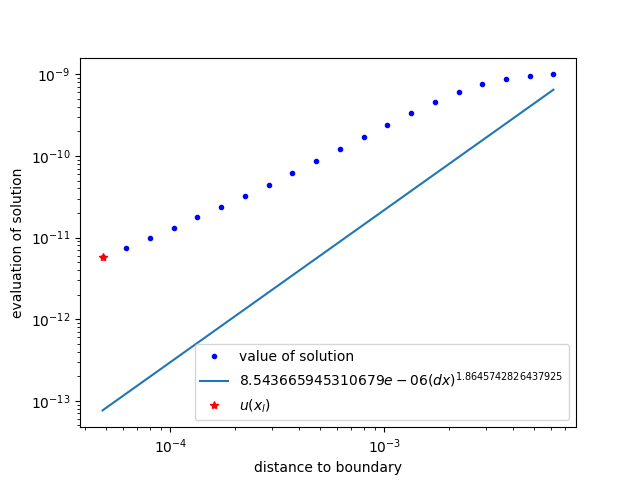 10⁻⁹
10⁻¹⁰
10⁻¹¹
10⁻¹²
10⁻¹³
evaluation of solution
value of solution
8.543665945310679e − 06(dx)^1.8645742826437925
u(x_l)
10⁻⁴
10⁻³
distance to boundary